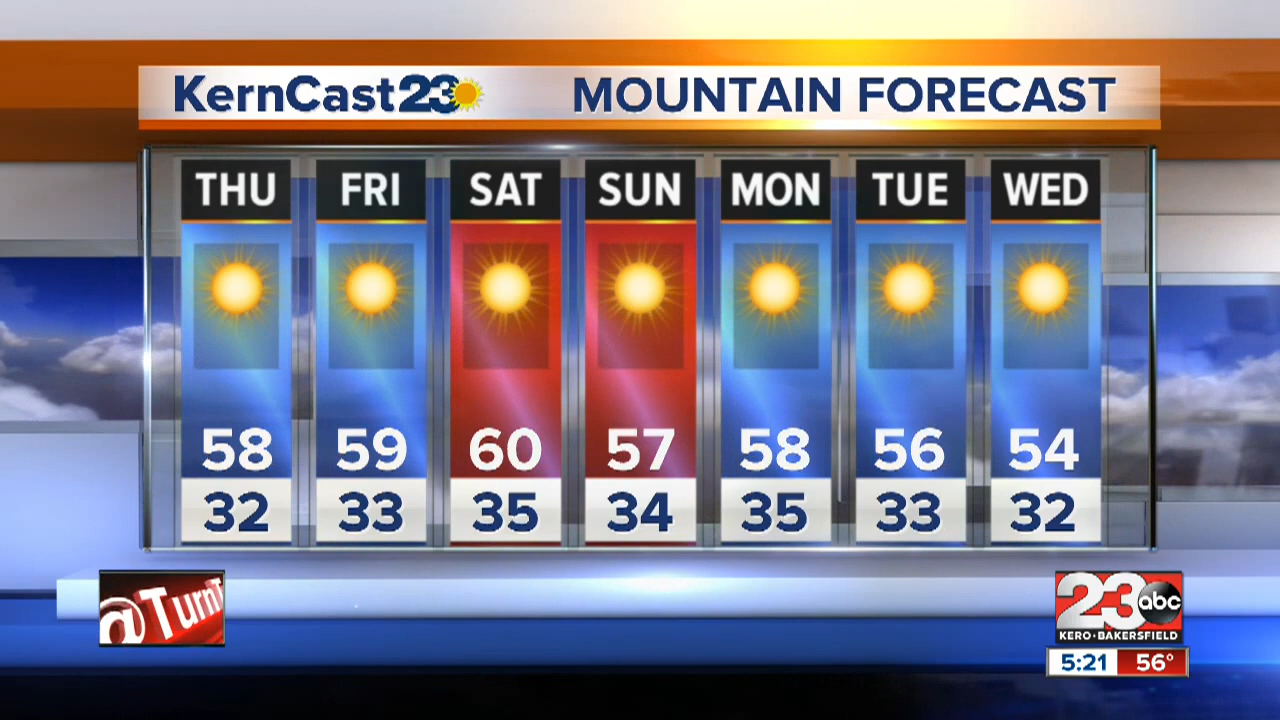 KernCast23 MOUNTAIN FORECAST
THU FRI SAT SUN MON TUE WED
58 59 60 57 58 56 54
32 33 35 34 35 33 32
@TurnT
23 abc
KERO·BAKERSFIELD
5:21 56°